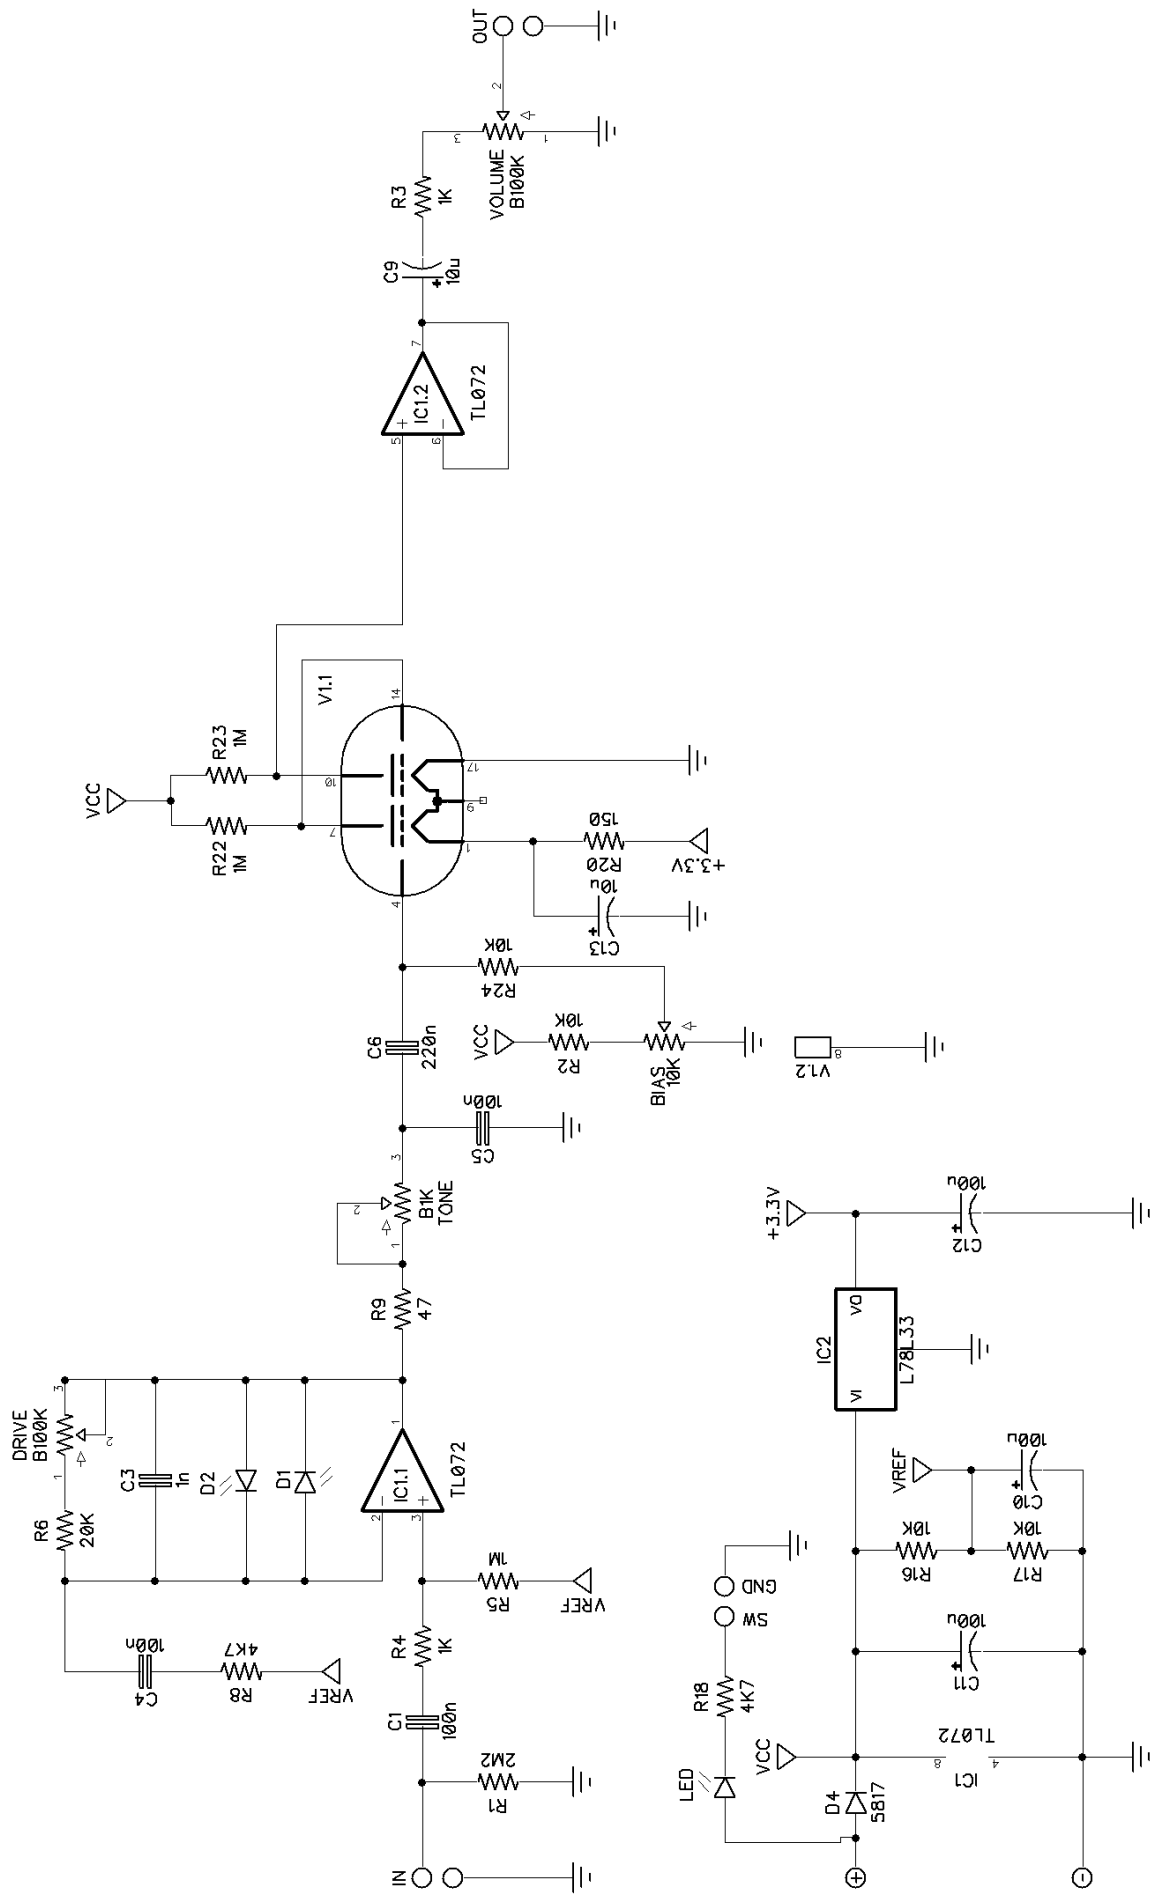 IN
R1
2M2
C1
100n
R4
1K
R5
1M
VREF
C4
100n
R8
4K7
VREF
R6
20K
DRIVE
B100K
1
2
3
C3
1n
D2
D1
2
3
1
−
+
IC1.1
TL072
R9
47
1
2
3
B1K
TONE
C5
100n
C6
220n
VCC
R2
10K
BIAS
10K
R24
10K
VCC
R22
1M
R23
1M
V1.1
4
7
10
14
1
9
17
R20
150
+3.3V
C13
10u
+
5
6
7
+
−
IC1.2
TL072
C9
10u
+
R3
1K
3
2
1
VOLUME
B100K
OUT
V1.2
8
LED
R18
4K7
SW
GND
D4
5817
VCC
IC1
TL072
8
4
C11
100u
+
R16
10K
R17
10K
VREF
C10
100u
+
IC2
VI
VO
L78L33
+3.3V
C12
100u
+
+
−